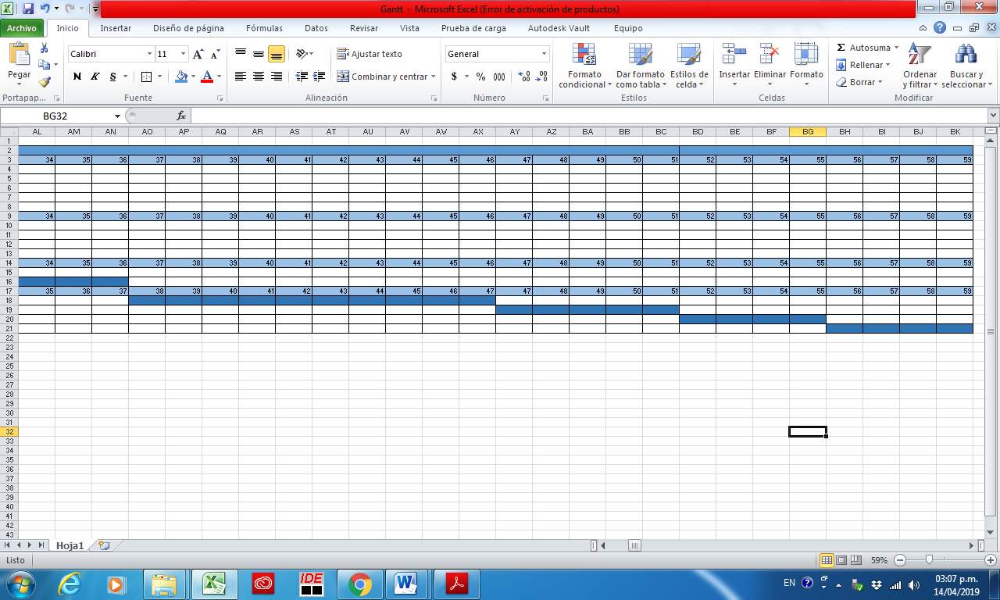 Gantt - Microsoft Excel (Error de activación de productos)
Archivo Inicio Insertar Diseño de página Fórmulas Datos Revisar Vista Prueba de carga Autodesk Vault Equipo
Pegar
Calibri 11
N K S
Ajustar texto
Combinar y centrar
General
$ % 000
Formato condicional
Dar formato como tabla
Estilos de celda
Insertar Eliminar Formato
Σ Autosuma
Rellenar
Borrar
Ordenar y filtrar
Buscar y seleccionar
Portapap... Fuente Alineación Número Estilos Celdas Modificar
BG32 fx
AL AM AN AO AP AQ AR AS AT AU AV AW AX AY AZ BA BB BC BD BE BF BG BH BI BJ BK
1
2
3 34 35 36 37 38 39 40 41 42 43 44 45 46 47 48 49 50 51 52 53 54 55 56 57 58 59
4
5
6
7
8
9 34 35 36 37 38 39 40 41 42 43 44 45 46 47 48 49 50 51 52 53 54 55 56 57 58 59
10
11
12
13
14 34 35 36 37 38 39 40 41 42 43 44 45 46 47 48 49 50 51 52 53 54 55 56 57 58 59
15
16
17 35 36 37 38 39 40 41 42 43 44 45 46 47 47 48 49 50 51 52 53 54 55 56 57 58 59
18
19
20
21
22
23
24
25
26
27
28
29
30
31
32
33
34
35
36
37
38
39
40
41
42
43
Hoja1
Listo 59%
IDE
EN 03:07 p.m.
14/04/2019